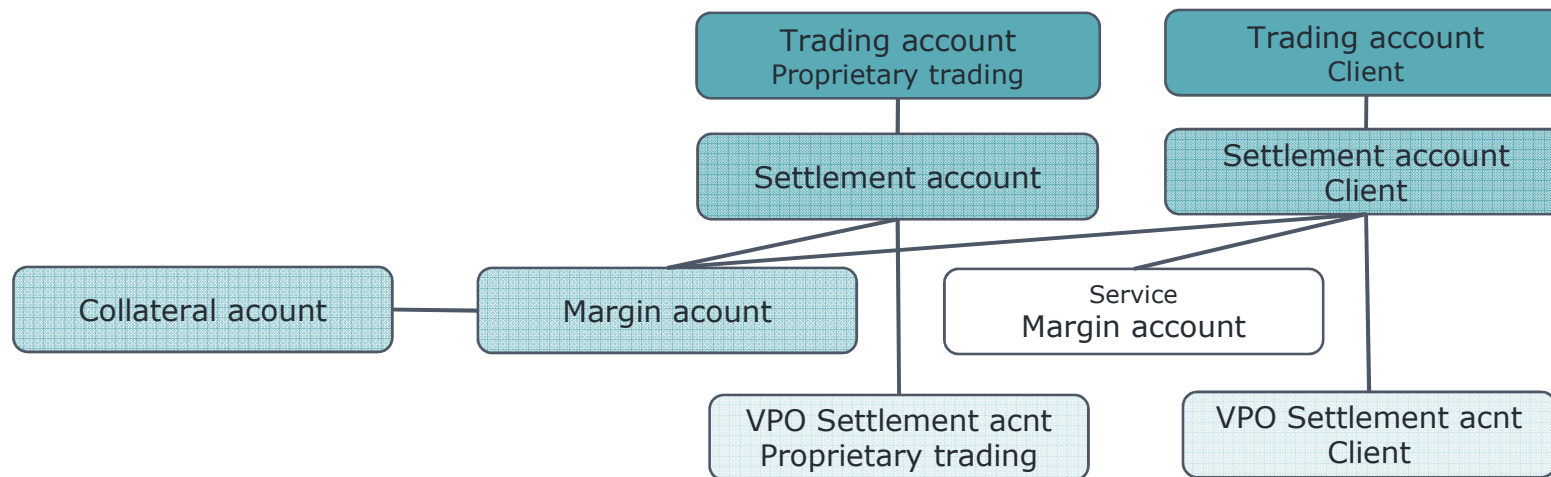 Trading account
Proprietary trading
Trading account
Client
Settlement account
Settlement account
Client
Collateral acount
Margin acount
Service
Margin account
VPO Settlement acnt
Proprietary trading
VPO Settlement acnt
Client